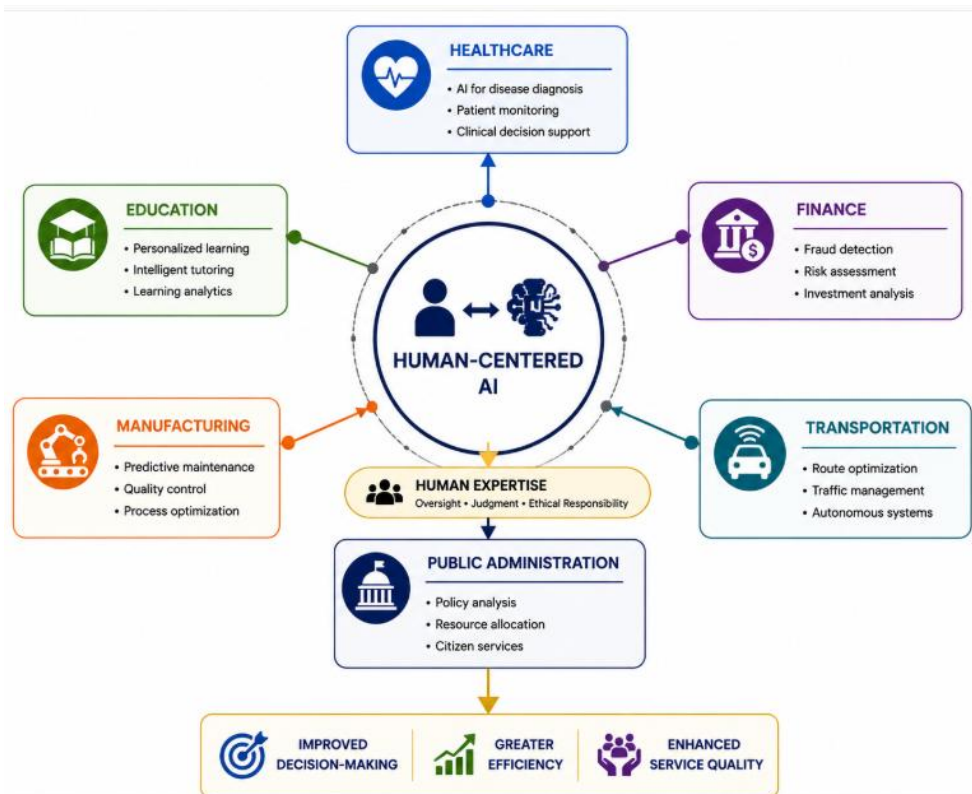 HEALTHCARE
• AI for disease diagnosis
• Patient monitoring
• Clinical decision support
EDUCATION
• Personalized learning
• Intelligent tutoring
• Learning analytics
FINANCE
$
• Fraud detection
• Risk assessment
• Investment analysis
HUMAN-CENTERED
AI
MANUFACTURING
• Predictive maintenance
• Quality control
• Process optimization
TRANSPORTATION
• Route optimization
• Traffic management
• Autonomous systems
HUMAN EXPERTISE
Oversight • Judgment • Ethical Responsibility
PUBLIC ADMINISTRATION
• Policy analysis
• Resource allocation
• Citizen services
IMPROVED
DECISION-MAKING
GREATER
EFFICIENCY
ENHANCED
SERVICE QUALITY